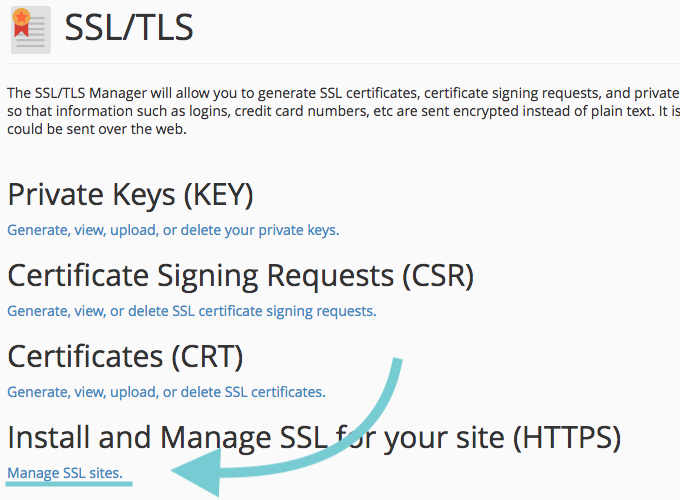 SSL/TLS
The SSL/TLS Manager will allow you to generate SSL certificates, certificate signing requests, and private
so that information such as logins, credit card numbers, etc are sent encrypted instead of plain text. It is
could be sent over the web.
Private Keys (KEY)
Generate, view, upload, or delete your private keys.
Certificate Signing Requests (CSR)
Generate, view, or delete SSL certificate signing requests.
Certificates (CRT)
Generate, view, upload, or delete SSL certificates.
Install and Manage SSL for your site (HTTPS)
Manage SSL sites.